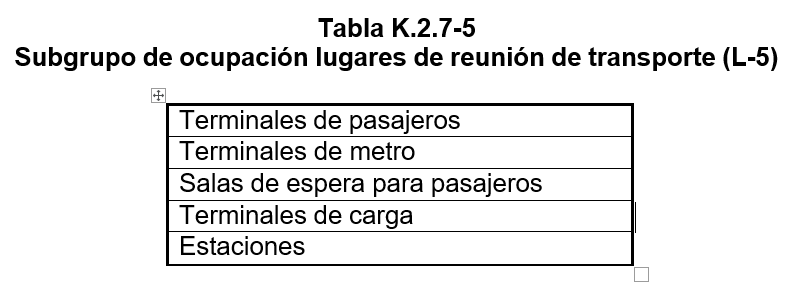 Tabla K.2.7-5
Subgrupo de ocupación lugares de reunión de transporte (L-5)
Terminales de pasajeros
Terminales de metro
Salas de espera para pasajeros
Terminales de carga
Estaciones